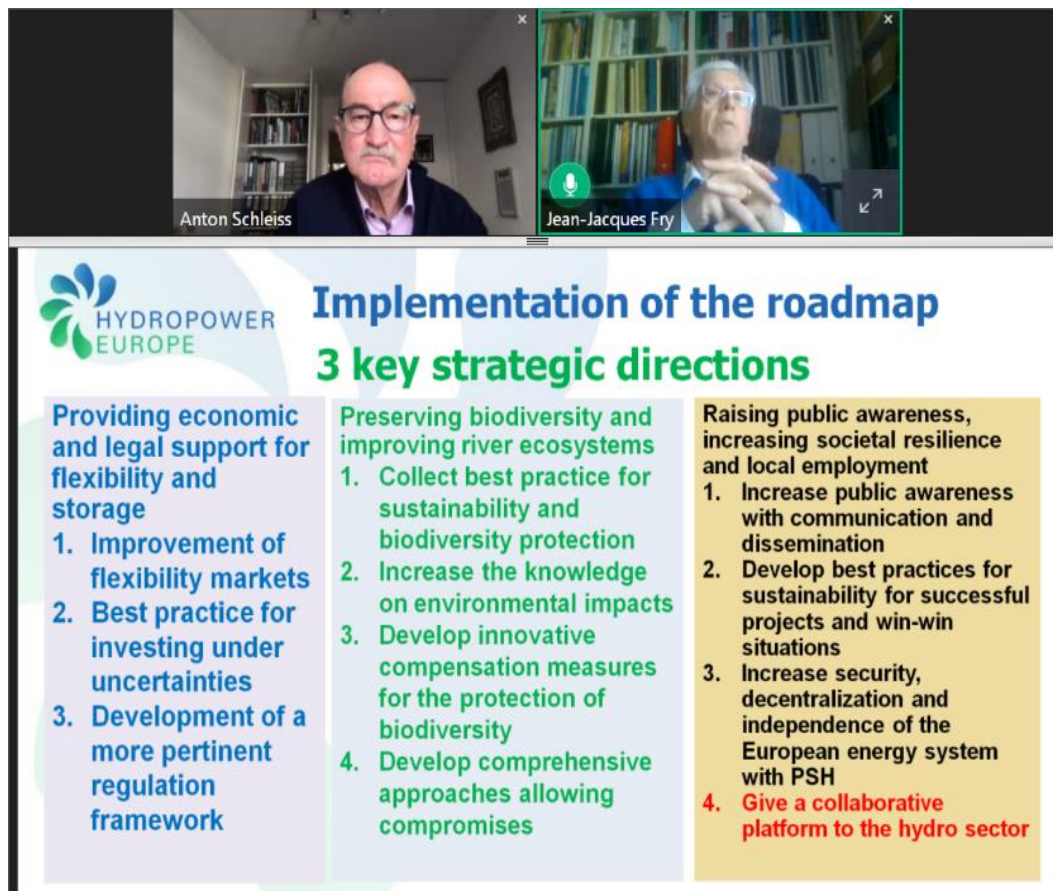 Anton Schleiss
Jean-Jacques Fry
HYDROPOWER
EUROPE
Implementation of the roadmap
3 key strategic directions
Providing economic
and legal support for
flexibility and
storage
1. Improvement of
flexibility markets
2. Best practice for
investing under
uncertainties
3. Development of a
more pertinent
regulation
framework
Preserving biodiversity and
improving river ecosystems
1. Collect best practice for
sustainability and
biodiversity protection
2. Increase the knowledge
on environmental impacts
3. Develop innovative
compensation measures
for the protection of
biodiversity
4. Develop comprehensive
approaches allowing
compromises
Raising public awareness,
increasing societal resilience
and local employment
1. Increase public awareness
with communication and
dissemination
2. Develop best practices for
sustainability for successful
projects and win-win
situations
3. Increase security,
decentralization and
independence of the
European energy system
with PSH
4. Give a collaborative
platform to the hydro sector